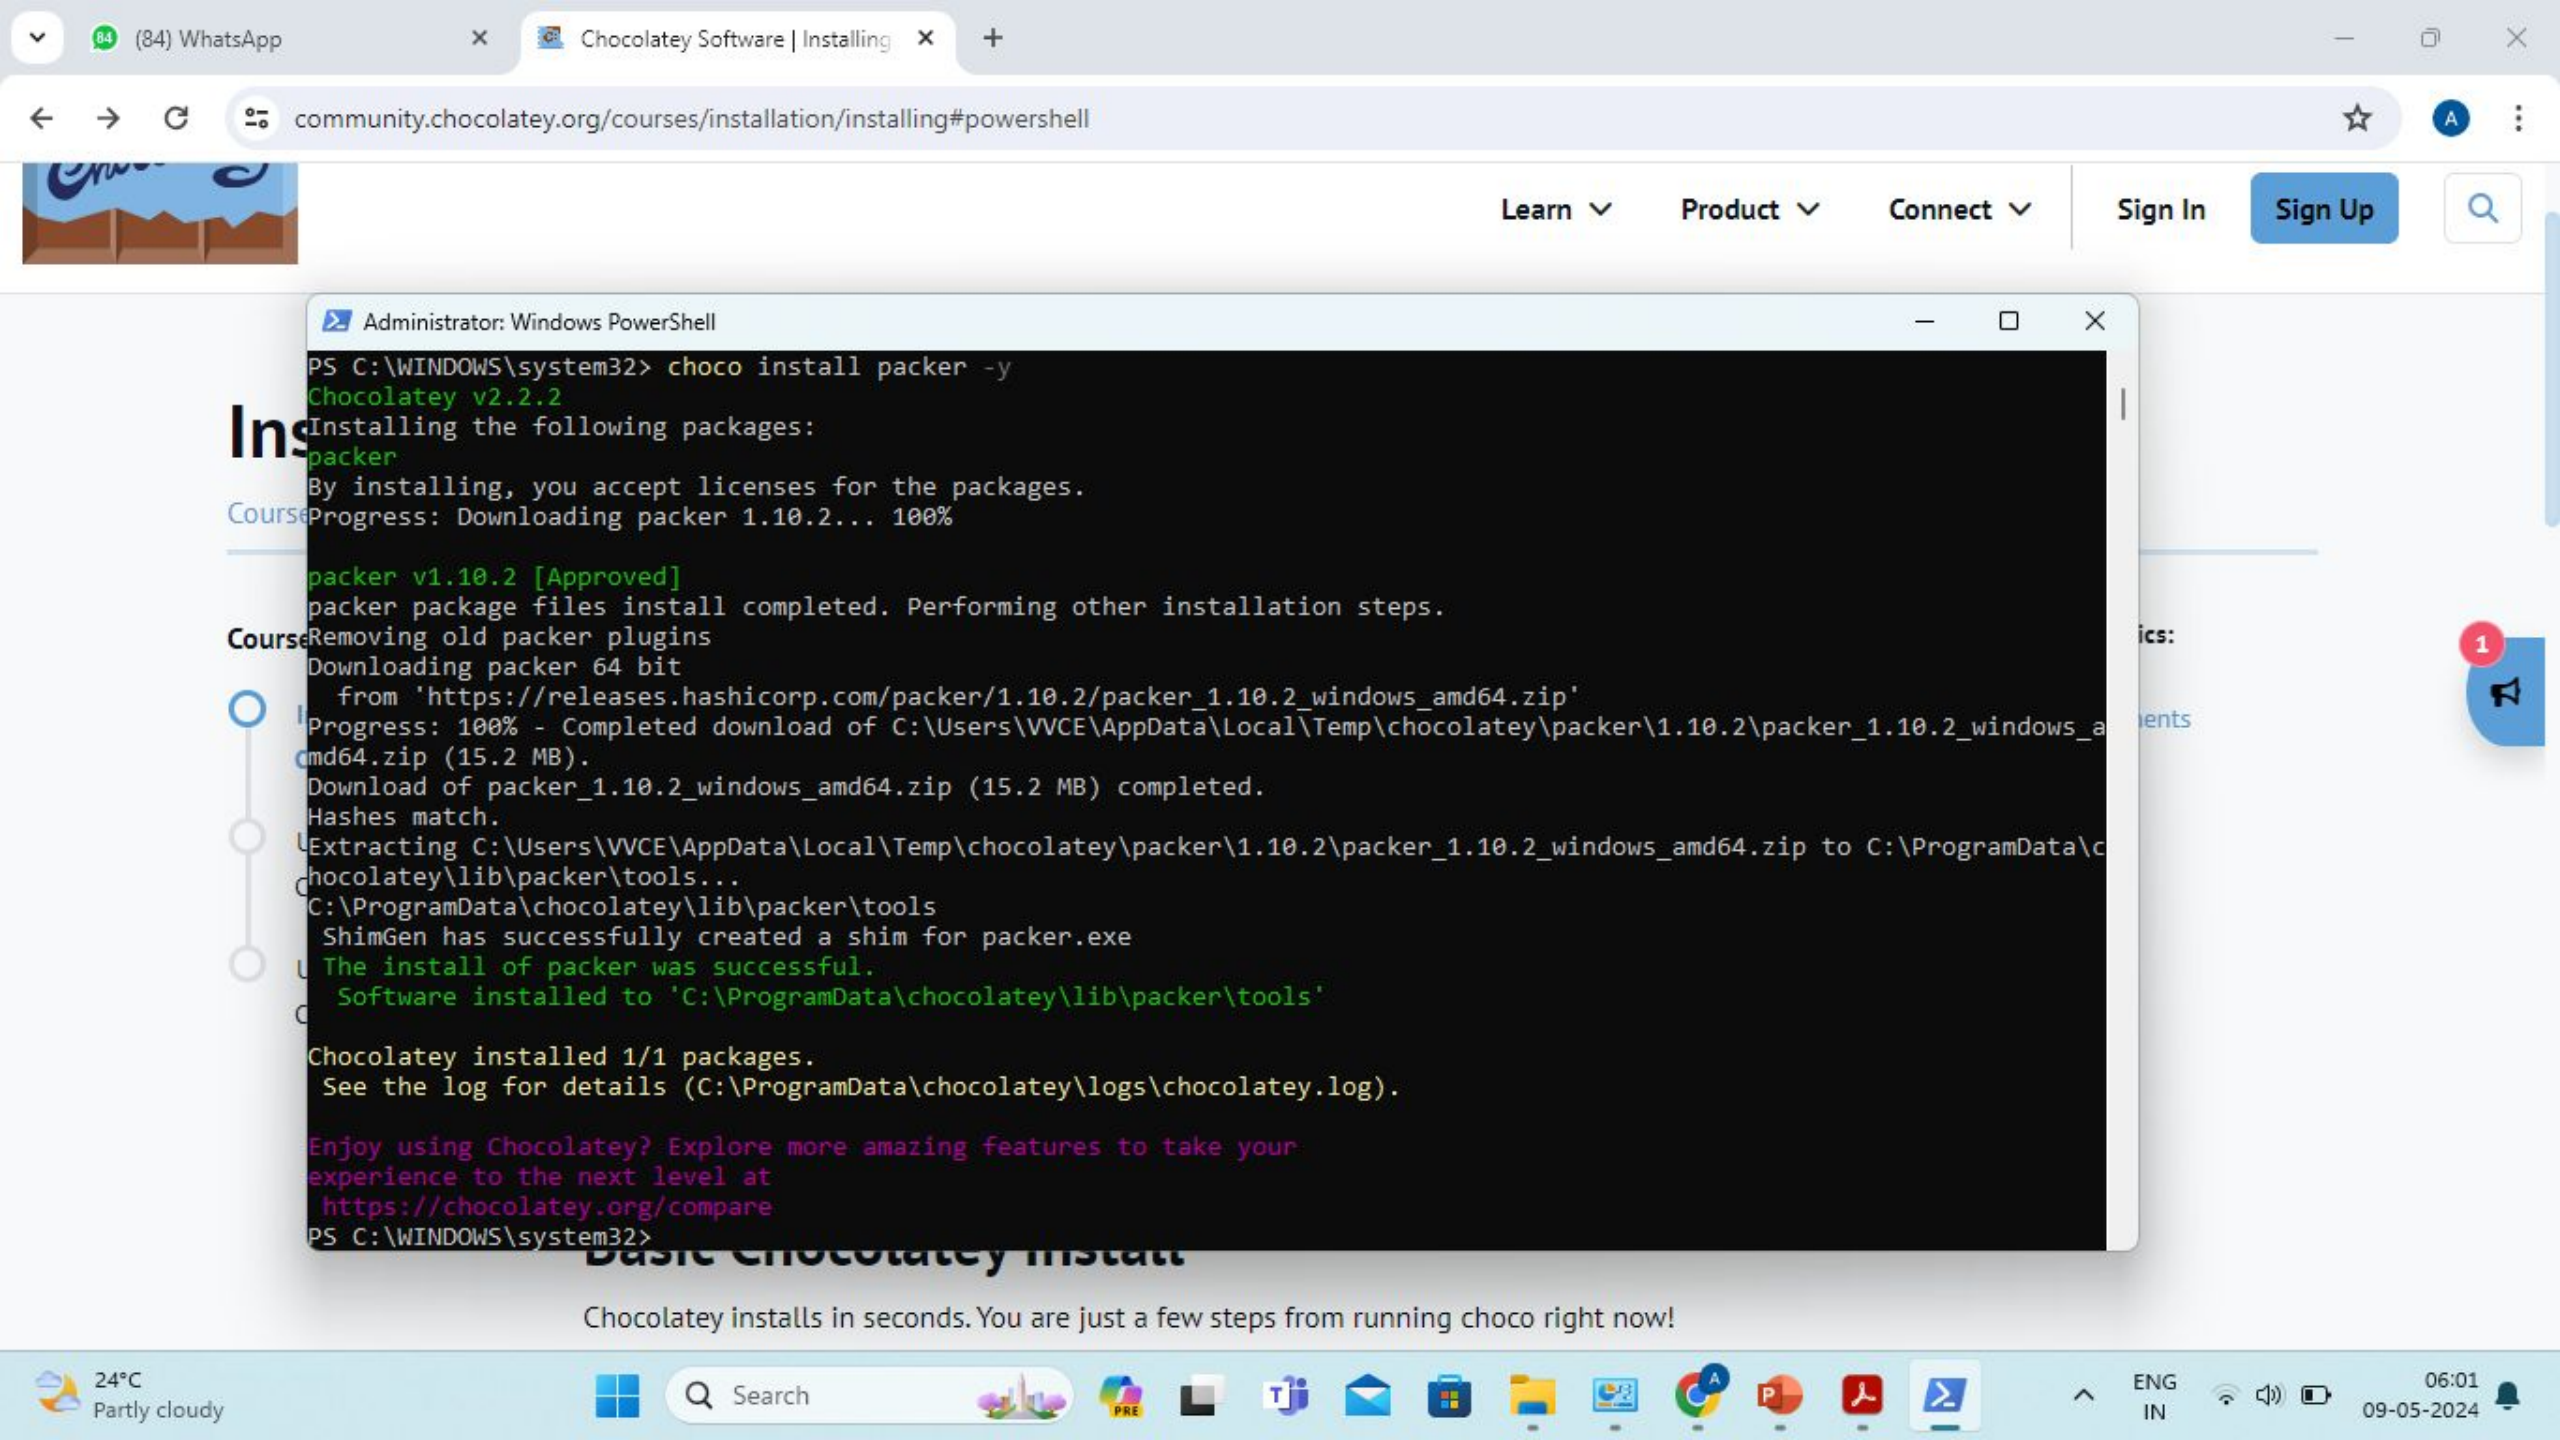 84 (84) WhatsApp
Chocolatey Software | Installing
community.chocolatey.org/courses/installation/installing#powershell
A
Learn Product Connect Sign In Sign Up
Administrator: Windows PowerShell
PS C:\WINDOWS\system32> choco install packer -y
Chocolatey v2.2.2
Installing the following packages:
packer
By installing, you accept licenses for the packages.
Progress: Downloading packer 1.10.2... 100%
packer v1.10.2 [Approved]
packer package files install completed. Performing other installation steps.
Removing old packer plugins
Downloading packer 64 bit
from 'https://releases.hashicorp.com/packer/1.10.2/packer_1.10.2_windows_amd64.zip'
Progress: 100% - Completed download of C:\Users\VVCE\AppData\Local\Temp\chocolatey\packer\1.10.2\packer_1.10.2_windows_a
md64.zip (15.2 MB).
Download of packer_1.10.2_windows_amd64.zip (15.2 MB) completed.
Hashes match.
Extracting C:\Users\VVCE\AppData\Local\Temp\chocolatey\packer\1.10.2\packer_1.10.2_windows_amd64.zip to C:\ProgramData\c
hocolatey\lib\packer\tools...
C:\ProgramData\chocolatey\lib\packer\tools
ShimGen has successfully created a shim for packer.exe
The install of packer was successful.
Software installed to 'C:\ProgramData\chocolatey\lib\packer\tools'
Chocolatey installed 1/1 packages.
See the log for details (C:\ProgramData\chocolatey\logs\chocolatey.log).
Enjoy using Chocolatey? Explore more amazing features to take your
experience to the next level at
https://chocolatey.org/compare
PS C:\WINDOWS\system32>
Ins
Course
Course
ics:
1
ents
Basic Chocolatey Install
Chocolatey installs in seconds. You are just a few steps from running choco right now!
24°C
Partly cloudy
Search
PRE
A
ENG
IN
06:01
09-05-2024